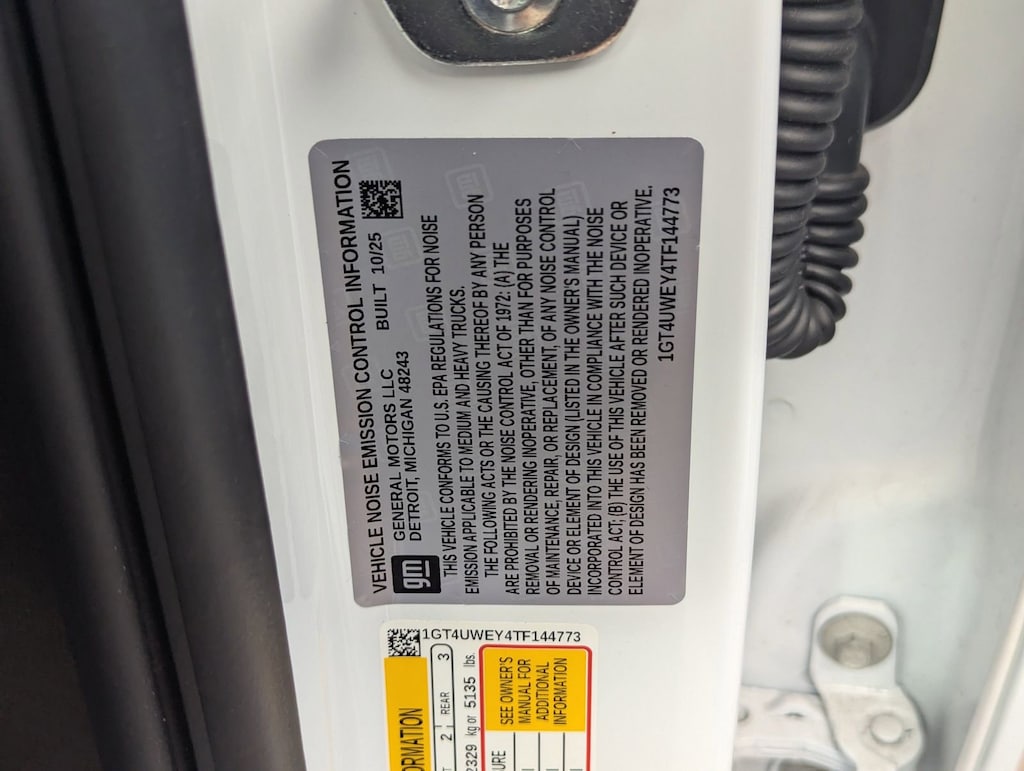 VEHICLE NOISE EMISSION CONTROL INFORMATION
gm
GENERAL MOTORS LLC
DETROIT, MICHIGAN 48243
BUILT 10/25
THIS VEHICLE CONFORMS TO U.S. EPA REGULATIONS FOR NOISE
EMISSION APPLICABLE TO MEDIUM AND HEAVY TRUCKS.
THE FOLLOWING ACTS OR THE CAUSING THEREOF BY ANY PERSON
ARE PROHIBITED BY THE NOISE CONTROL ACT OF 1972: (A) THE
REMOVAL OR RENDERING INOPERATIVE, OTHER THAN FOR PURPOSES
OF MAINTENANCE, REPAIR, OR REPLACEMENT, OF ANY NOISE CONTROL
DEVICE OR ELEMENT OF DESIGN (LISTED IN THE OWNER'S MANUAL)
INCORPORATED INTO THIS VEHICLE IN COMPLIANCE WITH THE NOISE
CONTROL ACT; (B) THE USE OF THIS VEHICLE AFTER SUCH DEVICE OR
ELEMENT OF DESIGN HAS BEEN REMOVED OR RENDERED INOPERATIVE.
1GT4UWEY4TF144773
1GT4UWEY4TF144773
2 REAR 3
2329 kg or 5135 lbs.
SEE OWNER'S
MANUAL FOR
ADDITIONAL
INFORMATION